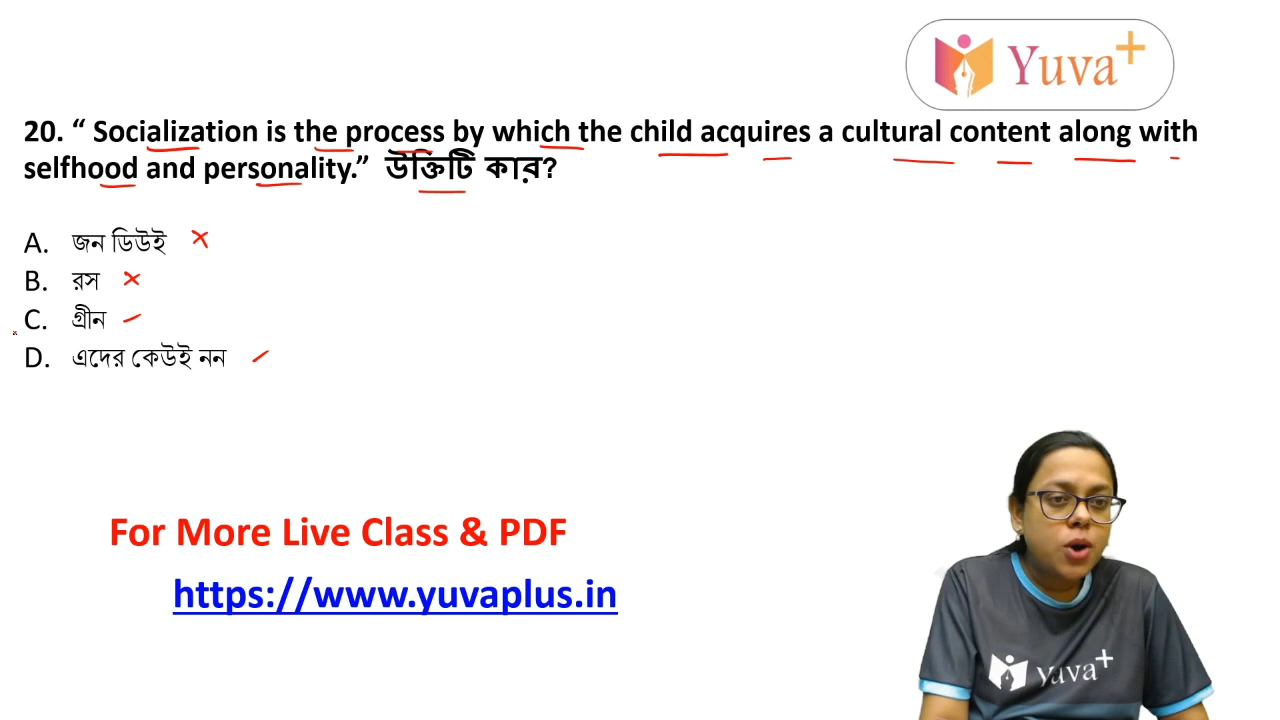 Yuva+
20. “ Socialization is the process by which the child acquires a cultural content along with
selfhood and personality.” উক্তিটি কার?
A. জন ডিউই
B. রস
C. গ্রীন
D. এদের কেউই নন
For More Live Class & PDF
https://www.yuvaplus.in
Yuva+